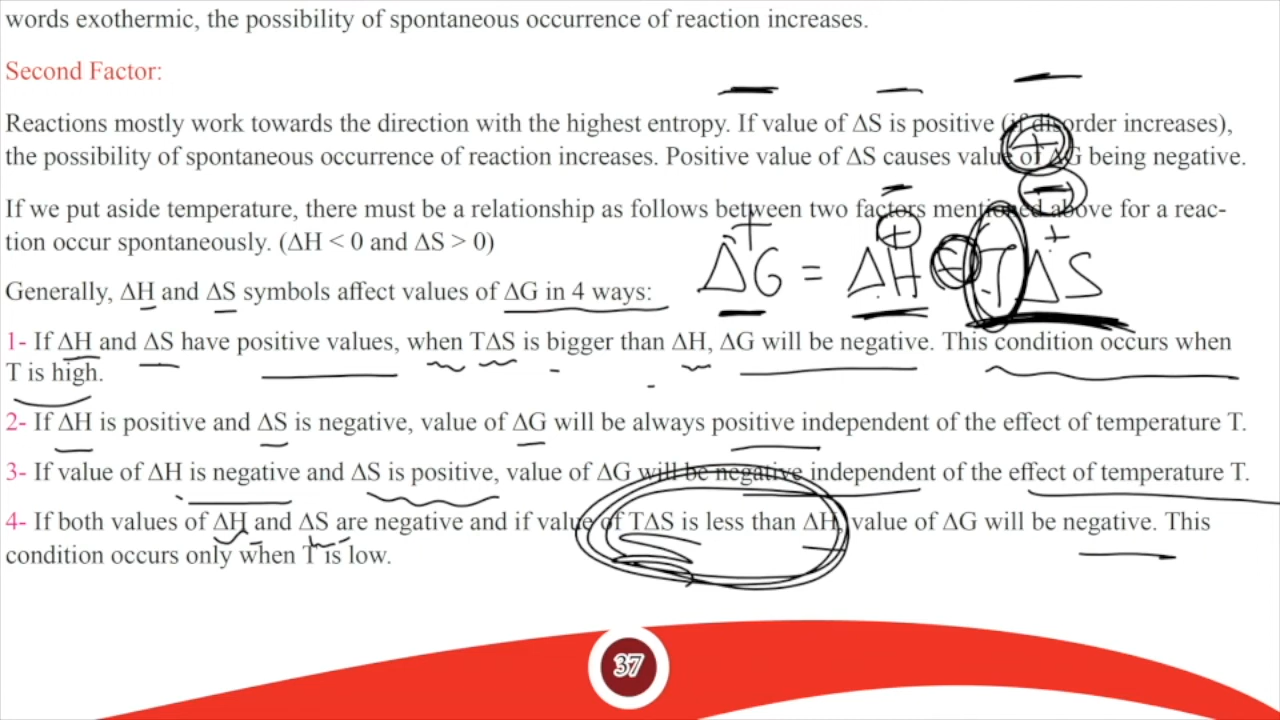 words exothermic, the possibility of spontaneous occurrence of reaction increases.
Second Factor:
Reactions mostly work towards the direction with the highest entropy. If value of ΔS is positive (if disorder increases),
the possibility of spontaneous occurrence of reaction increases. Positive value of ΔS causes value of ΔG being negative.
If we put aside temperature, there must be a relationship as follows between two factors mentioned above for a reac-
tion occur spontaneously. (ΔH < 0 and ΔS > 0)
ΔG = ΔH - TΔS
Generally, ΔH and ΔS symbols affect values of ΔG in 4 ways:
1- If ΔH and ΔS have positive values, when TΔS is bigger than ΔH, ΔG will be negative. This condition occurs when
T is high.
2- If ΔH is positive and ΔS is negative, value of ΔG will be always positive independent of the effect of temperature T.
3- If value of ΔH is negative and ΔS is positive, value of ΔG will be negative independent of the effect of temperature T.
4- If both values of ΔH and ΔS are negative and if value of TΔS is less than ΔH, value of ΔG will be negative. This
condition occurs only when T is low.
37